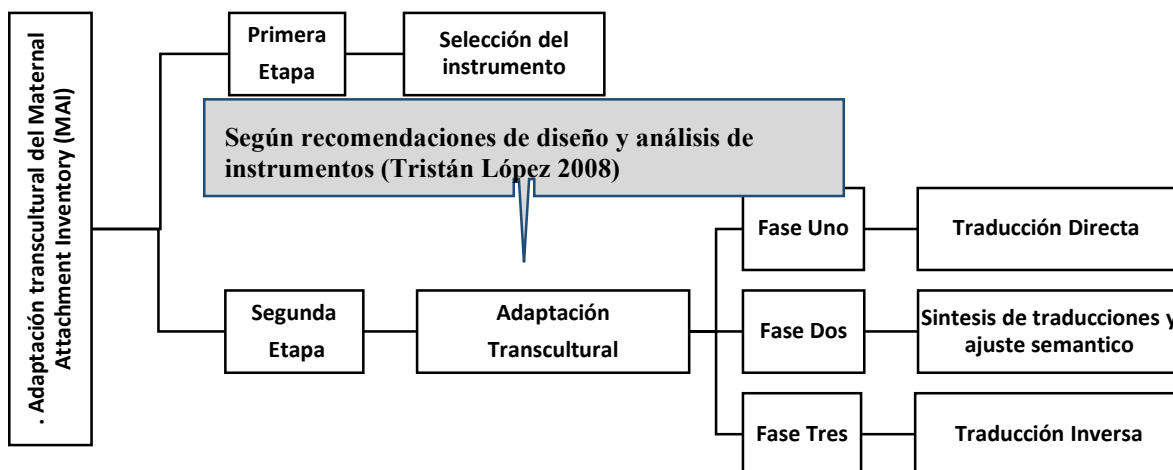 . Adaptación transcultural del Maternal
Attachment Inventory (MAI)
Primera
Etapa
Selección del
instrumento
Según recomendaciones de diseño y análisis de
instrumentos (Tristán López 2008)
Segunda
Etapa
Adaptación
Transcultural
Fase Uno
Traducción Directa
Fase Dos
Sintesis de traducciones y
ajuste semantico
Fase Tres
Traducción Inversa